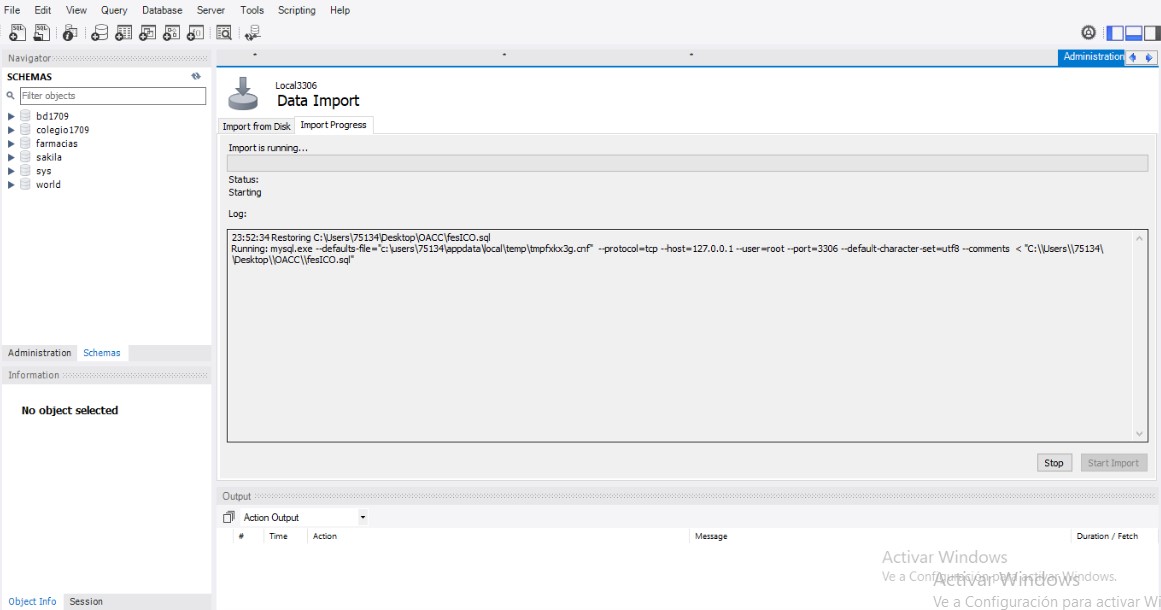 File Edit View Query Database Server Tools Scripting Help
Navigator
SCHEMAS
Filter objects
bd1709
colegio1709
farmacias
sakila
sys
world
Administration Schemas
Information
No object selected
Object Info Session
Administration
Local3306
Data Import
Import from Disk Import Progress
Import is running...
Status:
Starting
Log:
23:52:34 Restoring C:\Users\75134\Desktop\OACC\fesICO.sql
Running: mysql.exe --defaults-file="c:\users\75134\appdata\local\temp\tmpfxkx3g.cnf" --protocol=tcp --host=127.0.0.1 --user=root --port=3306 --default-character-set=utf8 --comments < "C:\\Users\\75134\
\Desktop\\OACC\\fesICO.sql"
Stop Start Import
Output
Action Output
# Time Action Message Duration / Fetch
Activar Windows
Ve a Configuración para activar Windows.
Activar Windows
Ve a Configuración para activar Wi